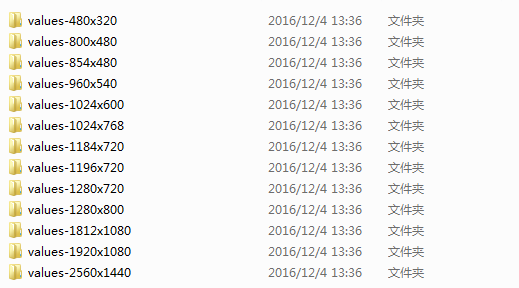 values-480x320 2016/12/4 13:36 文件夹
values-800x480 2016/12/4 13:36 文件夹
values-854x480 2016/12/4 13:36 文件夹
values-960x540 2016/12/4 13:36 文件夹
values-1024x600 2016/12/4 13:36 文件夹
values-1024x768 2016/12/4 13:36 文件夹
values-1184x720 2016/12/4 13:36 文件夹
values-1196x720 2016/12/4 13:36 文件夹
values-1280x720 2016/12/4 13:36 文件夹
values-1280x800 2016/12/4 13:36 文件夹
values-1812x1080 2016/12/4 13:36 文件夹
values-1920x1080 2016/12/4 13:36 文件夹
values-2560x1440 2016/12/4 13:36 文件夹